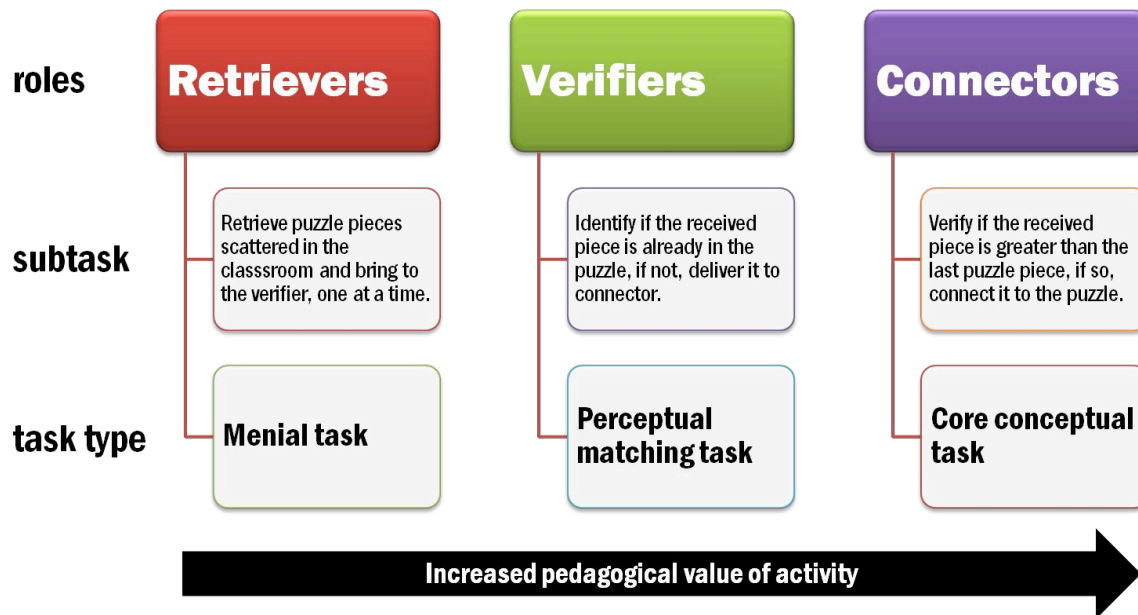 roles
Retrievers
Verifiers
Connectors
subtask
Retrieve puzzle pieces
scattered in the
classsroom and bring to
the verifier, one at a time.
Identify if the received
piece is already in the
puzzle, if not, deliver it to
connector.
Verify if the received
piece is greater than the
last puzzle piece, if so,
connect it to the puzzle.
task type
Menial task
Perceptual
matching task
Core conceptual
task
Increased pedagogical value of activity